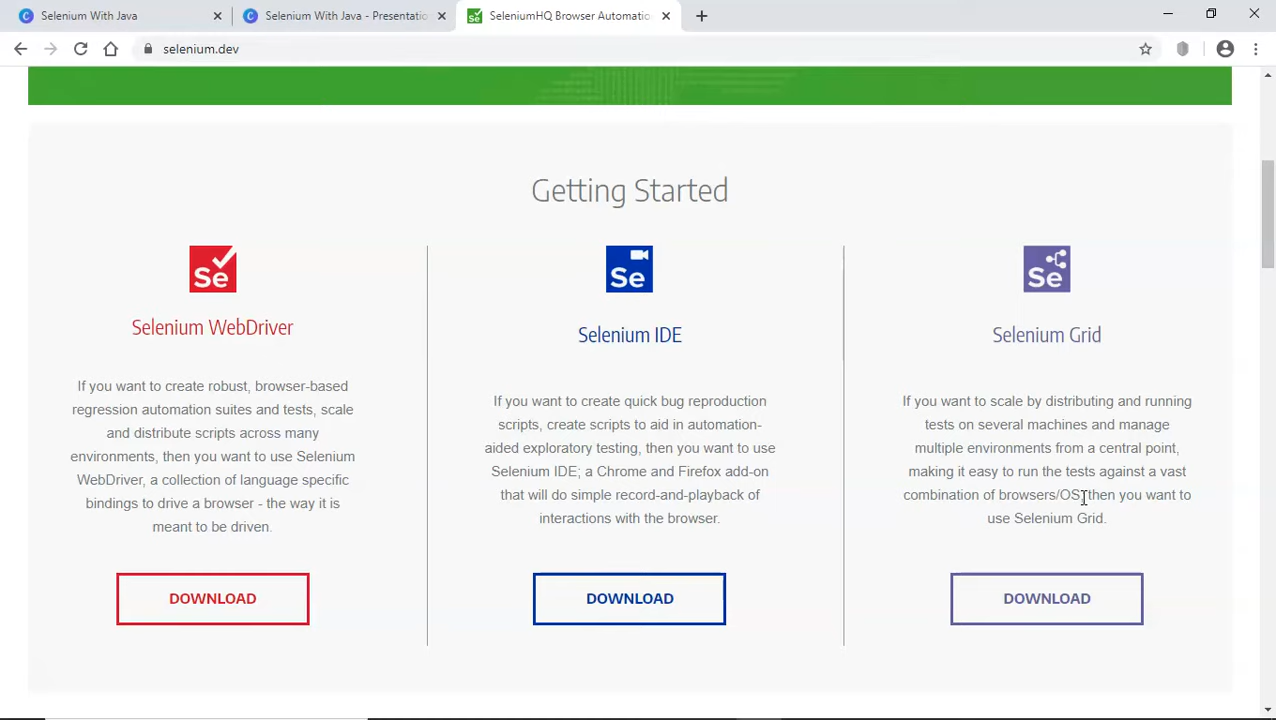 Selenium With Java
Selenium With Java - Presentatio
SeleniumHQ Browser Automatio
selenium.dev
Getting Started
Se
Se
Se
Selenium WebDriver
Selenium IDE
Selenium Grid
If you want to create robust, browser-based
regression automation suites and tests, scale
and distribute scripts across many
environments, then you want to use Selenium
WebDriver, a collection of language specific
bindings to drive a browser - the way it is
meant to be driven.
If you want to create quick bug reproduction
scripts, create scripts to aid in automation-
aided exploratory testing, then you want to use
Selenium IDE; a Chrome and Firefox add-on
that will do simple record-and-playback of
interactions with the browser.
If you want to scale by distributing and running
tests on several machines and manage
multiple environments from a central point,
making it easy to run the tests against a vast
combination of browsers/OS, then you want to
use Selenium Grid.
DOWNLOAD
DOWNLOAD
DOWNLOAD